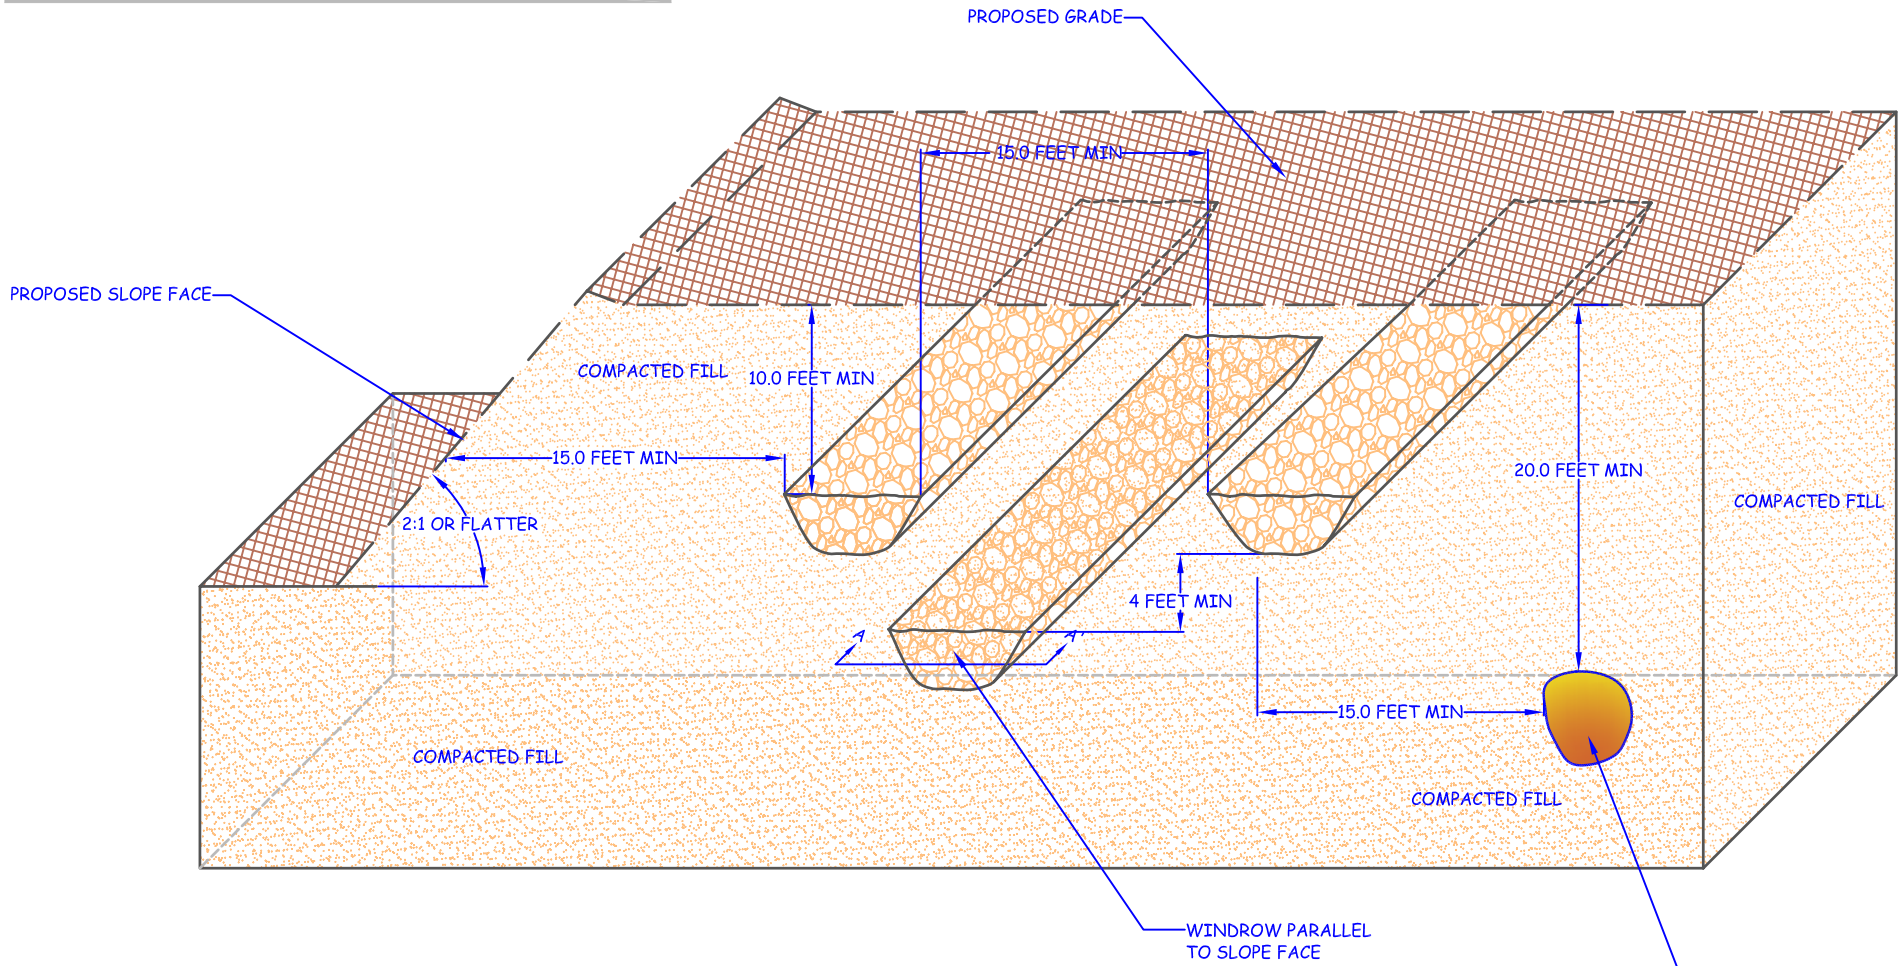 PROPOSED GRADE
15.0 FEET MIN
PROPOSED SLOPE FACE
COMPACTED FILL
10.0 FEET MIN
15.0 FEET MIN
20.0 FEET MIN
COMPACTED FILL
2:1 OR FLATTER
4 FEET MIN
A
A'
15.0 FEET MIN
COMPACTED FILL
COMPACTED FILL
WINDROW PARALLEL
TO SLOPE FACE